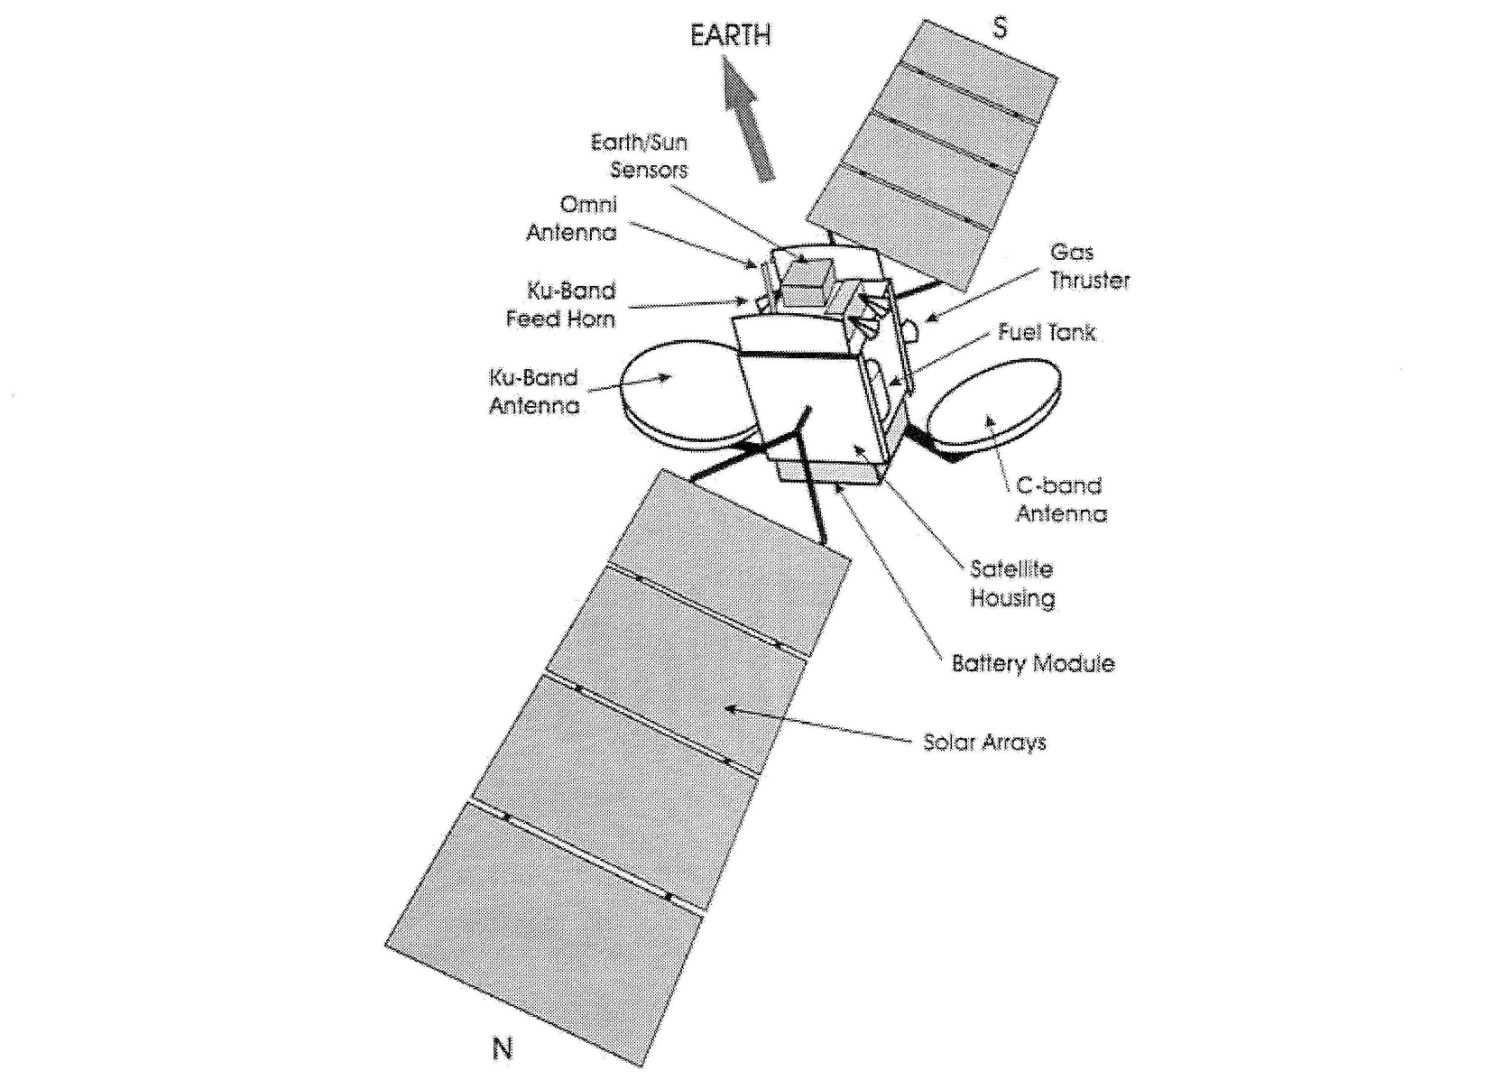 S
EARTH
Earth/Sun
Sensors
Omni
Antenna
Ku-Band
Feed Horn
Ku-Band
Antenna
Gas
Thruster
Fuel Tank
C-band
Antenna
Satellite
Housing
Battery Module
Solar Arrays
N